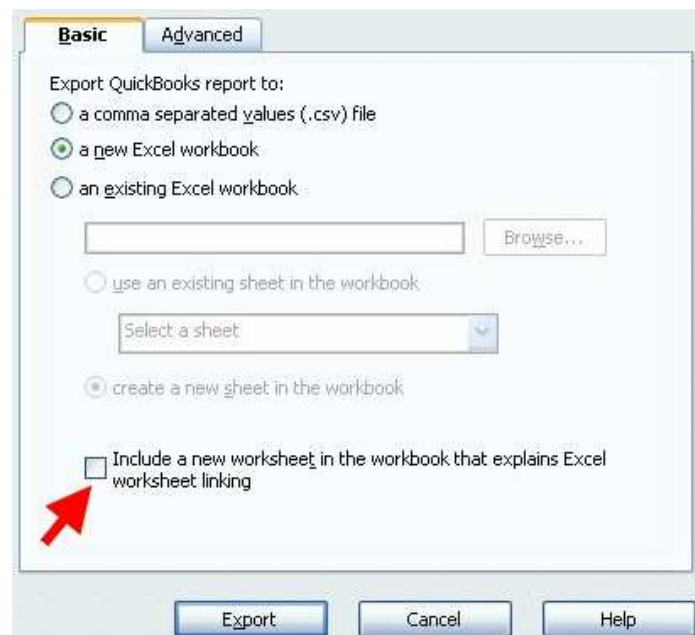 Basic
Advanced
Export QuickBooks report to:
a comma separated values (.csv) file
a new Excel workbook
an existing Excel workbook
Browse...
use an existing sheet in the workbook
Select a sheet
create a new sheet in the workbook
Include a new worksheet in the workbook that explains Excel
worksheet linking
Export
Cancel
Help